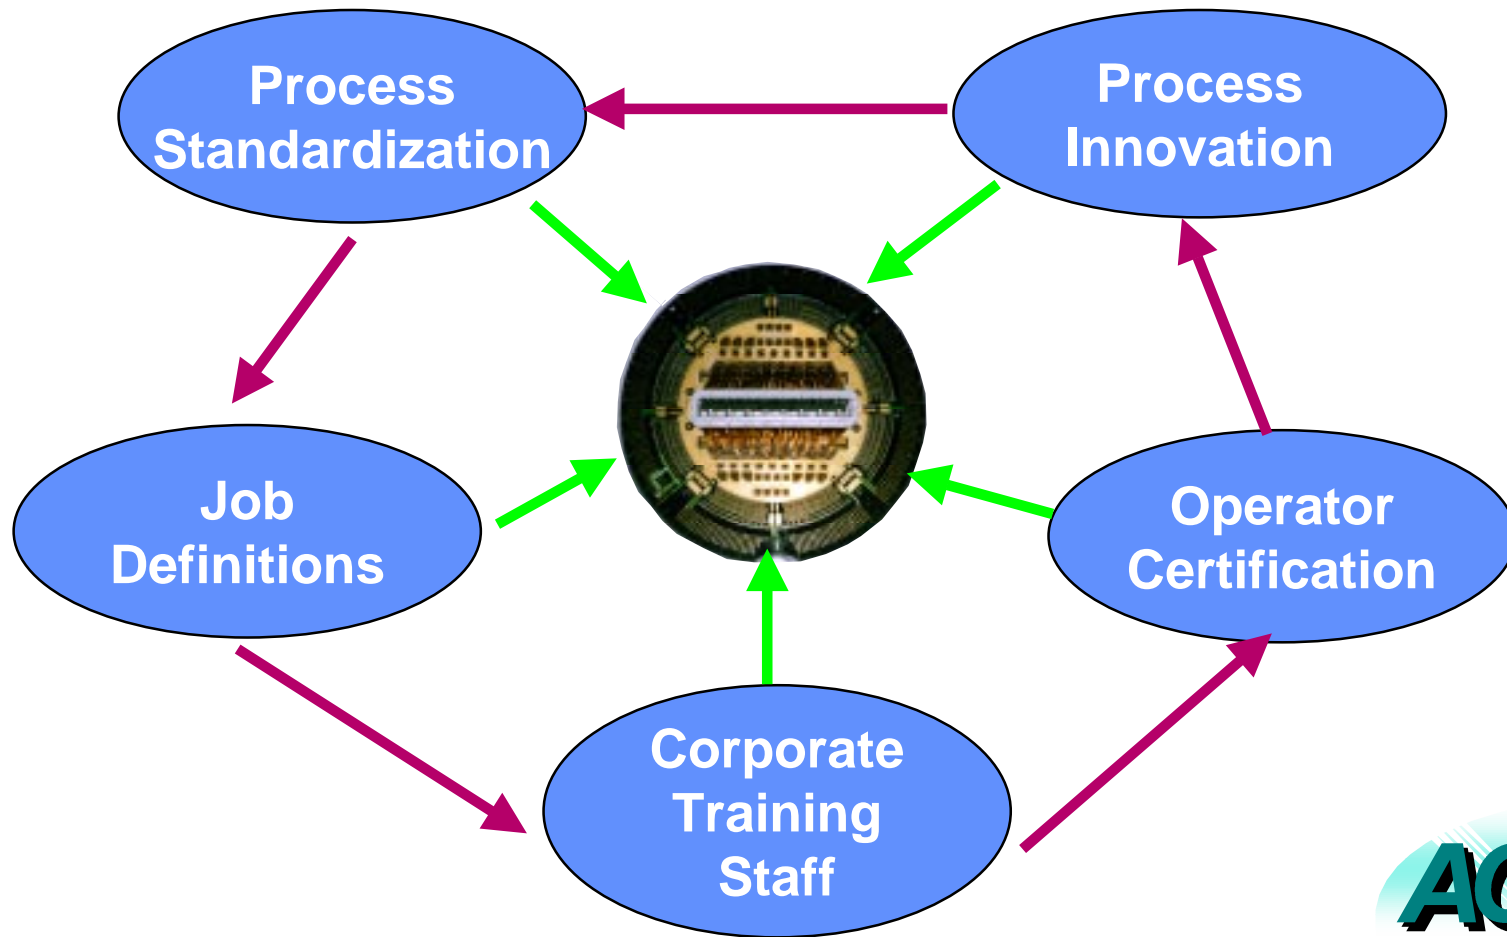 Process
Standardization
Process
Innovation
Job
Definitions
Operator
Certification
Corporate
Training
Staff